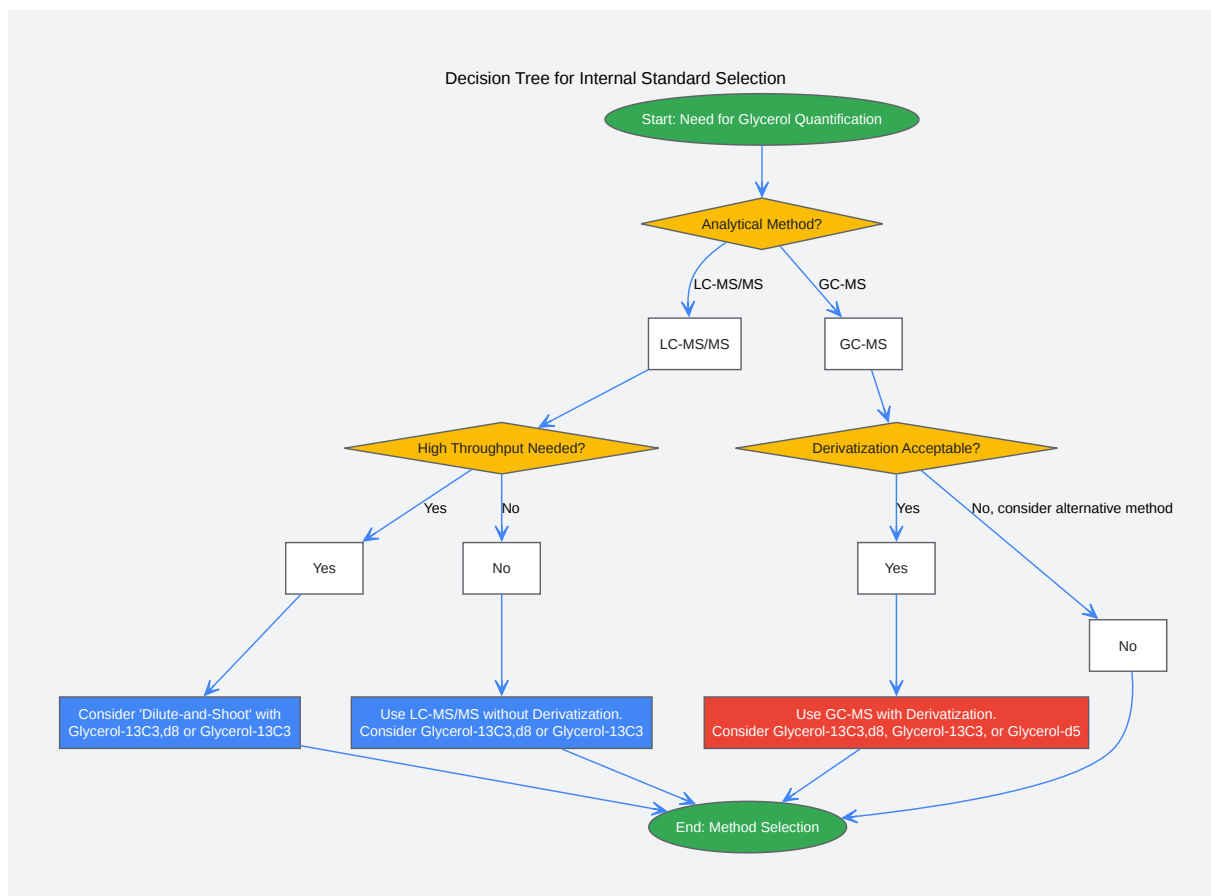 Decision Tree for Internal Standard Selection
Start: Need for Glycerol Quantification
Analytical Method?
LC-MS/MS
GC-MS
LC-MS/MS
GC-MS
High Throughput Needed?
Derivatization Acceptable?
Yes
No
Yes
No, consider alternative method
Yes
No
Yes
No
Consider 'Dilute-and-Shoot' with
Glycerol-13C3,d8 or Glycerol-13C3
Use LC-MS/MS without Derivatization.
Consider Glycerol-13C3,d8 or Glycerol-13C3
Use GC-MS with Derivatization.
Consider Glycerol-13C3,d8, Glycerol-13C3, or Glycerol-d5
End: Method Selection